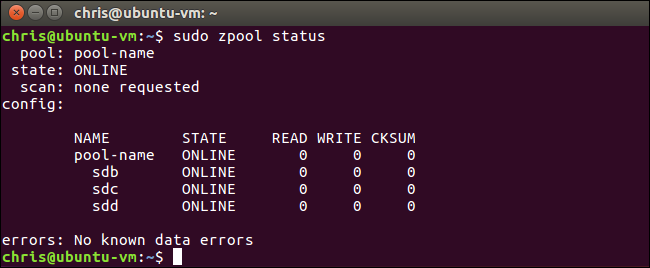 chris@ubuntu-vm: ~
chris@ubuntu-vm:~$ sudo zpool status
  pool: pool-name
 state: ONLINE
  scan: none requested
config:

        NAME        STATE     READ WRITE CKSUM
        pool-name   ONLINE       0     0     0
          sdb       ONLINE       0     0     0
          sdc       ONLINE       0     0     0
          sdd       ONLINE       0     0     0

errors: No known data errors
chris@ubuntu-vm:~$